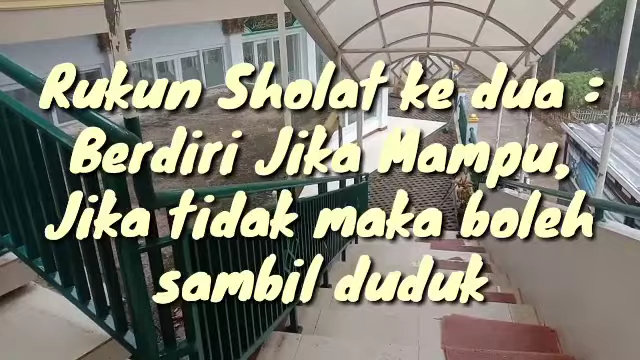 Rukun Sholat ke dua :
Berdiri Jika Mampu,
Jika tidak maka boleh
sambil duduk